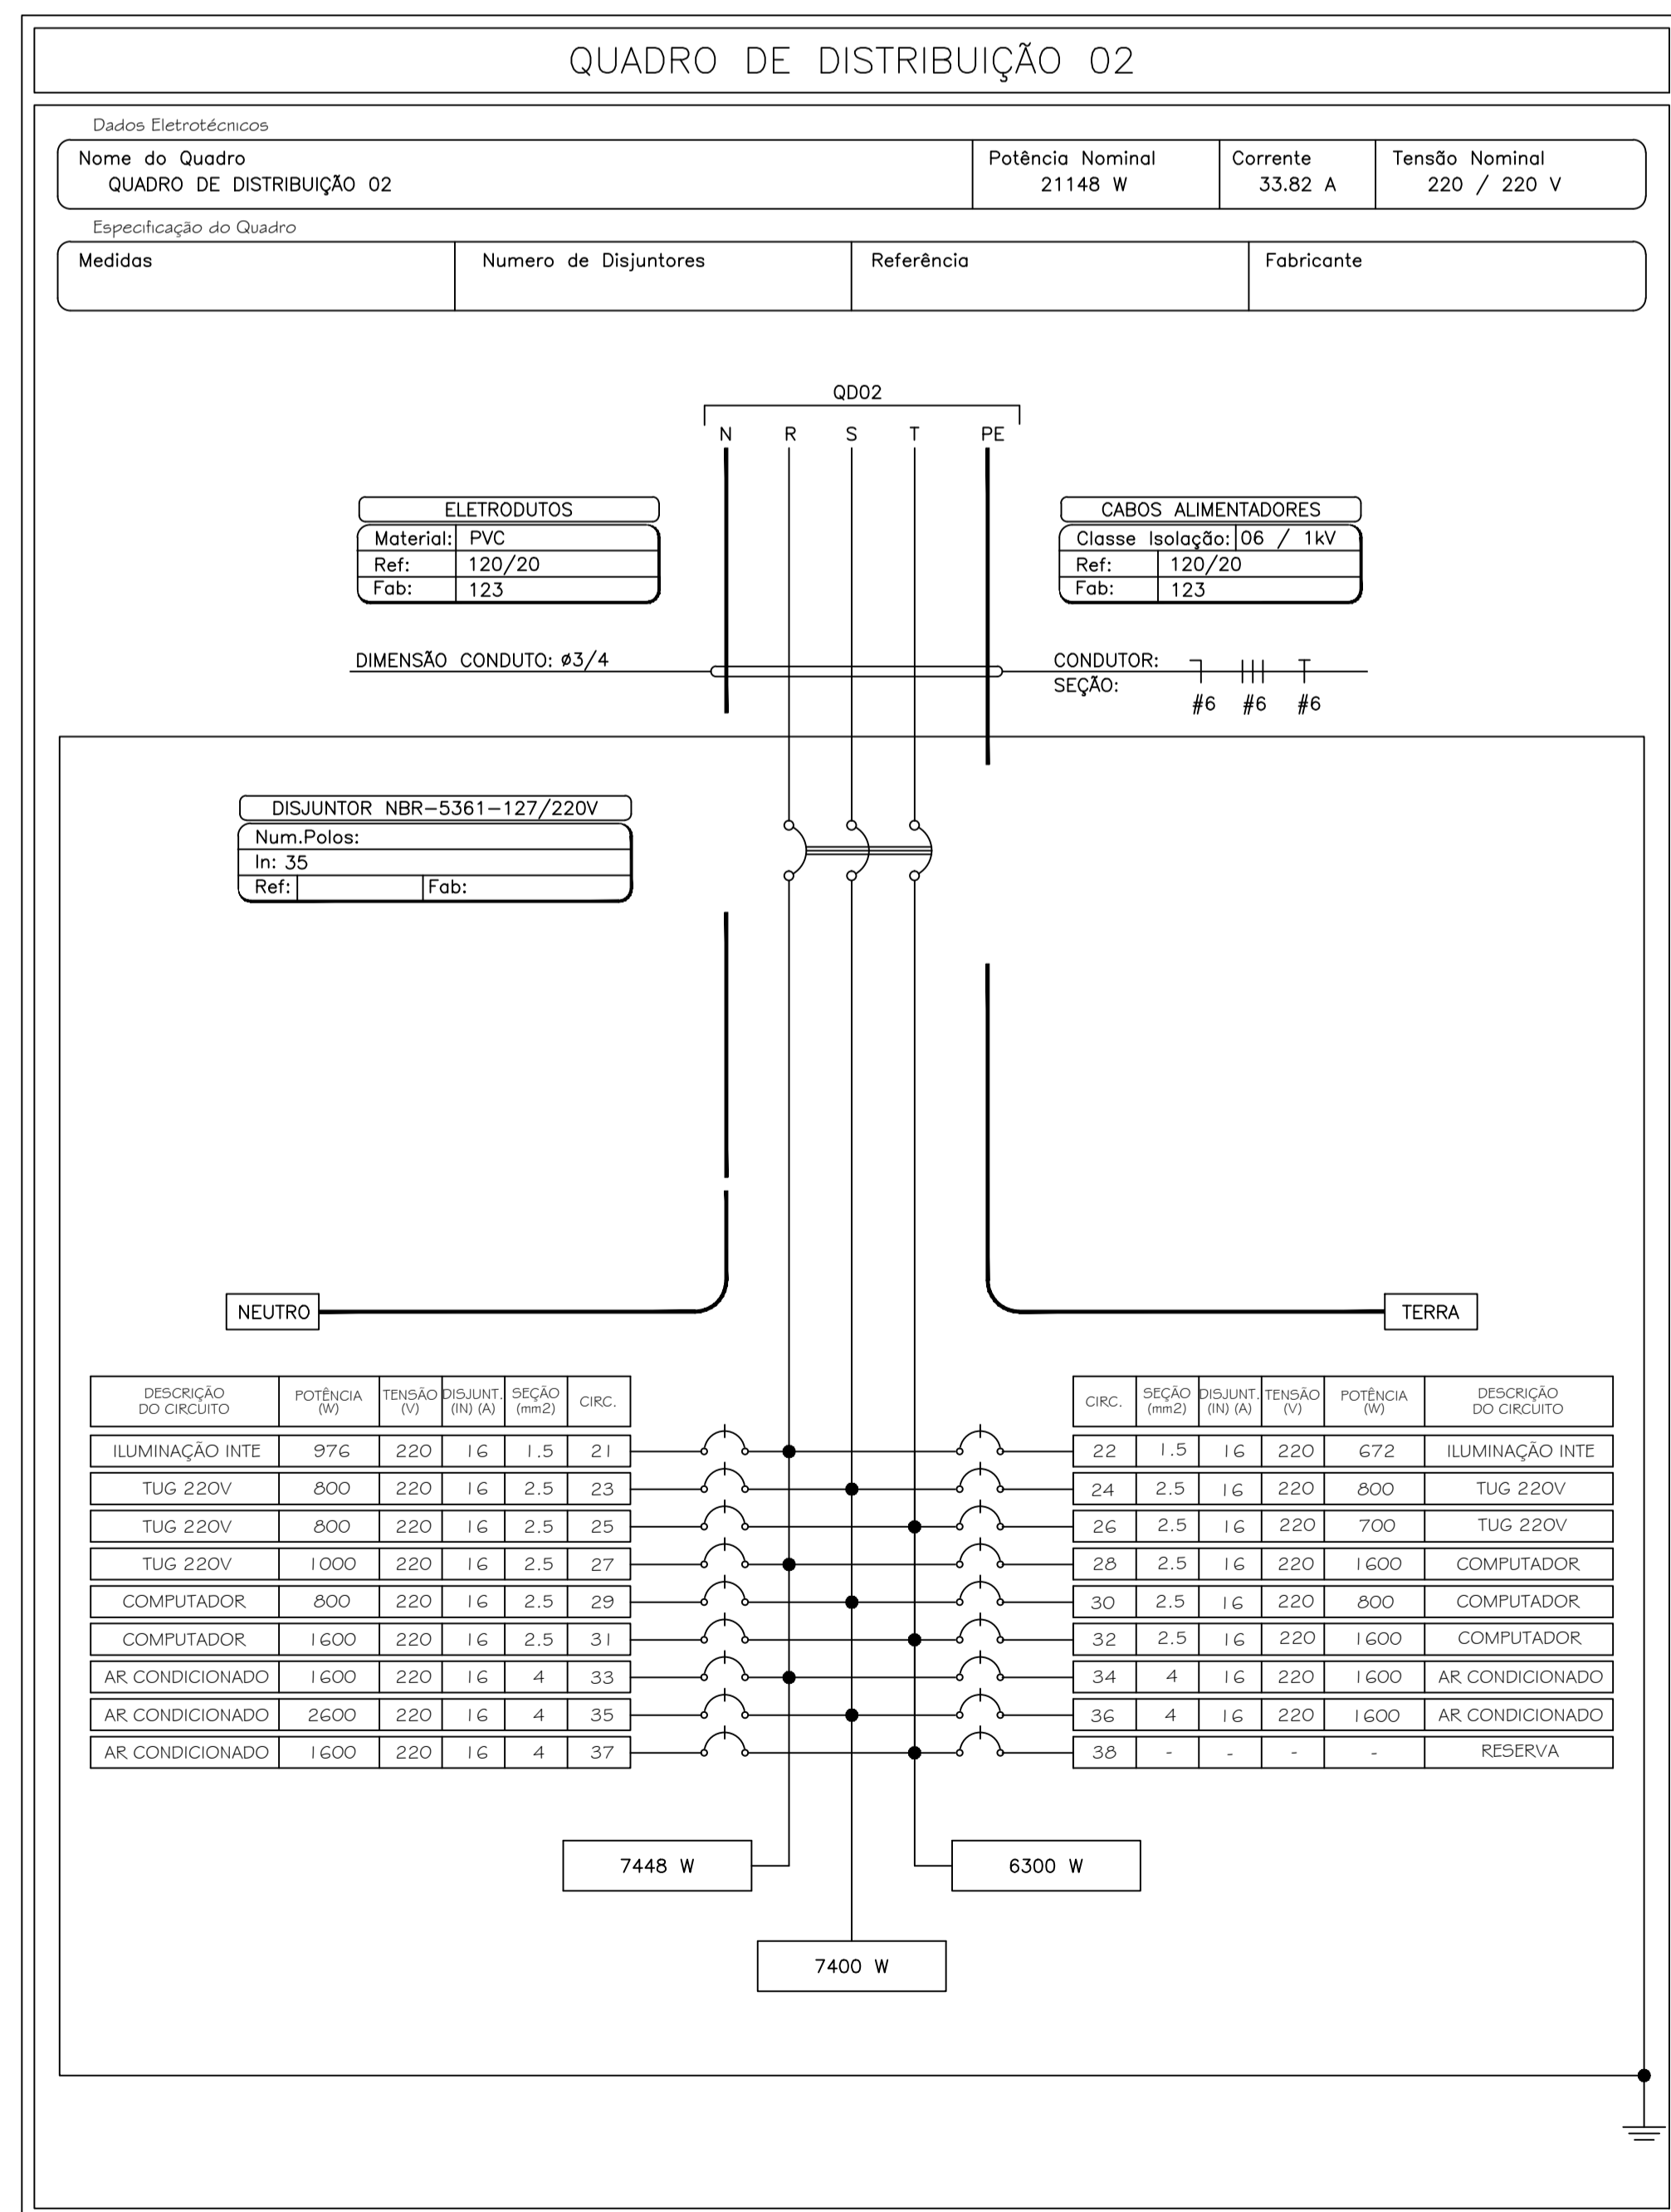 QUADRO DE DISTRIBUIÇÃO 02
Dados Eletrotécnicos
Nome do Quadro
QUADRO DE DISTRIBUIÇÃO 02
Potência Nominal
21148 W
Corrente
33.82 A
Tensão Nominal
220 / 220 V
Especificação do Quadro
Medidas
Numero de Disjuntores
Referência
Fabricante
QD02
N R S T PE
ELETRODUTOS
Material: PVC
Ref: 120/20
Fab: 123
CABOS ALIMENTADORES
Classe Isolação: 06 / 1kV
Ref: 120/20
Fab: 123
DIMENSÃO CONDUTO: ø3/4
CONDUTOR:
SEÇÃO:
#6 #6 #6
DISJUNTOR NBR-5361-127/220V
Num.Polos:
In: 35
Ref: Fab:
NEUTRO
TERRA
DESCRIÇÃO DO CIRCUITO POTÊNCIA (W) TENSÃO (V) DISJUNT. (IN) (A) SEÇÃO (mm2) CIRC.
ILUMINAÇÃO INTE 976 220 16 1.5 21
TUG 220V 800 220 16 2.5 23
TUG 220V 800 220 16 2.5 25
TUG 220V 1000 220 16 2.5 27
COMPUTADOR 800 220 16 2.5 29
COMPUTADOR 1600 220 16 2.5 31
AR CONDICIONADO 1600 220 16 4 33
AR CONDICIONADO 2600 220 16 4 35
AR CONDICIONADO 1600 220 16 4 37
CIRC. SEÇÃO (mm2) DISJUNT. (IN) (A) TENSÃO (V) POTÊNCIA (W) DESCRIÇÃO DO CIRCUITO
22 1.5 16 220 672 ILUMINAÇÃO INTE
24 2.5 16 220 800 TUG 220V
26 2.5 16 220 700 TUG 220V
28 2.5 16 220 1600 COMPUTADOR
30 2.5 16 220 800 COMPUTADOR
32 2.5 16 220 1600 COMPUTADOR
34 4 16 220 1600 AR CONDICIONADO
36 4 16 220 1600 AR CONDICIONADO
38 - - - - RESERVA
7448 W
6300 W
7400 W